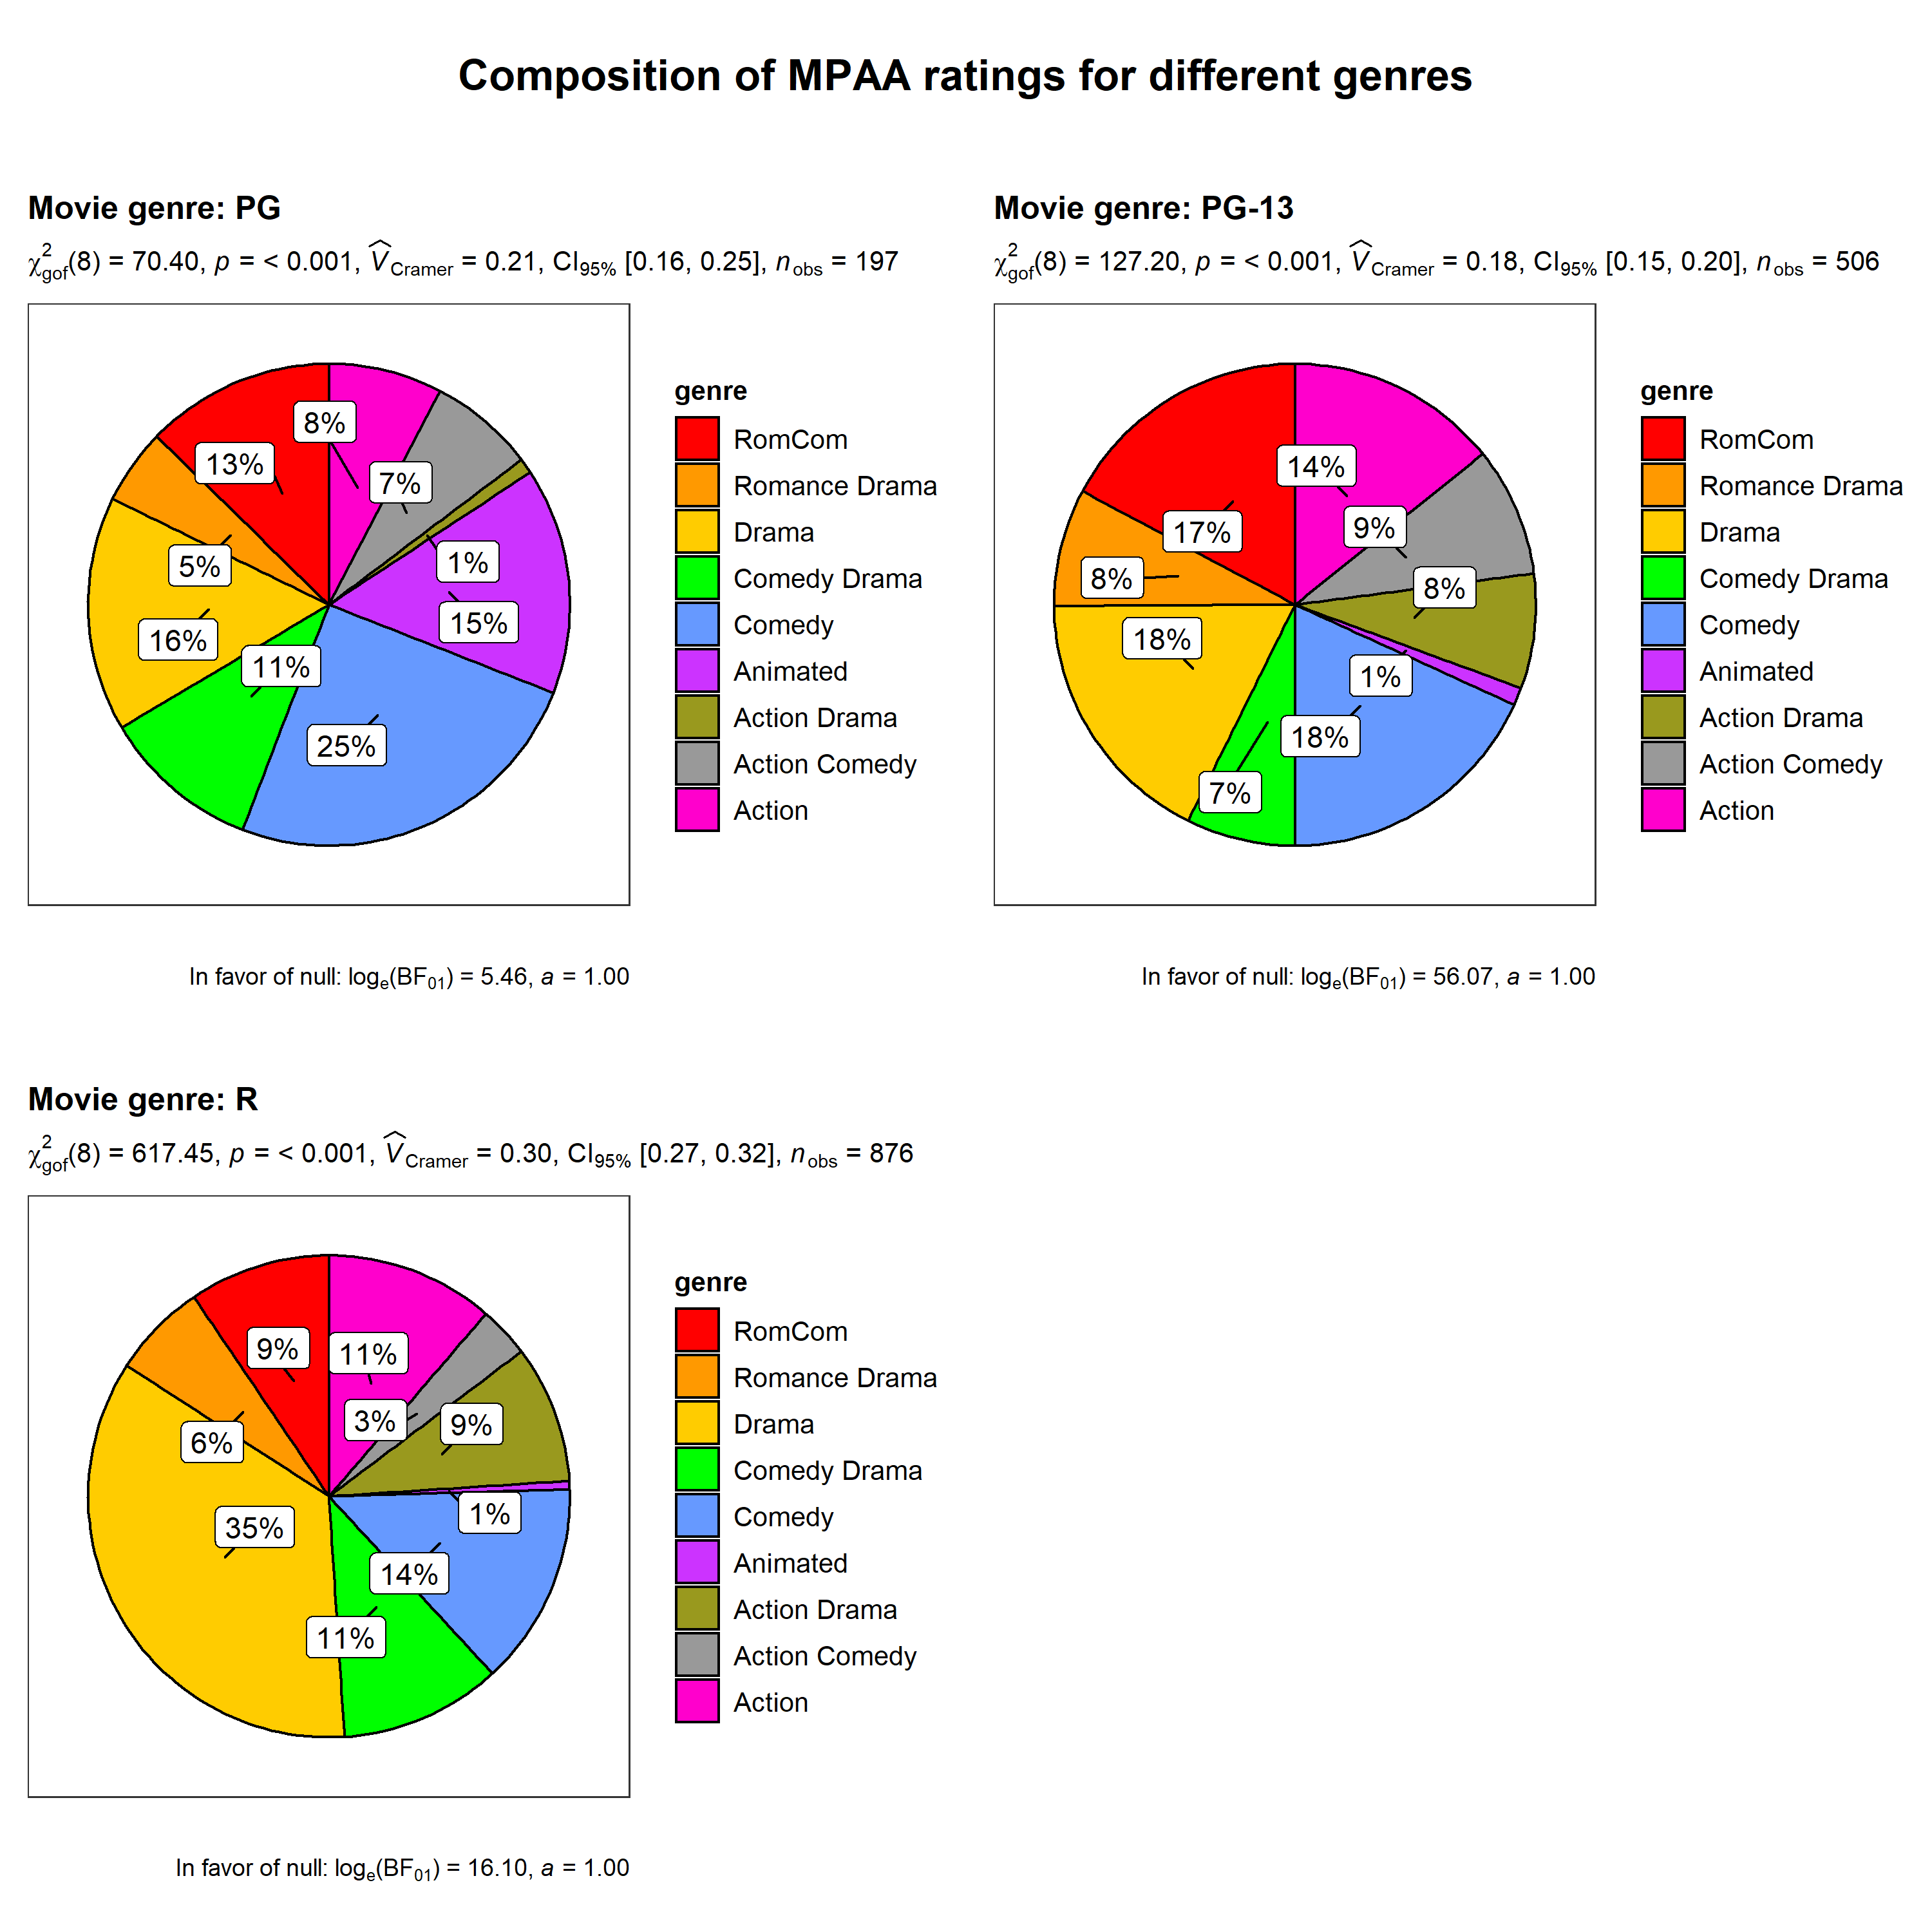 Composition of MPAA ratings for different genres
Movie genre: PG
χ²gof(8) = 70.40, p = < 0.001, V̂Cramer = 0.21, CI95% [0.16, 0.25], nobs = 197
8%
13%
7%
1%
5%
15%
16%
11%
25%
genre
RomCom
Romance Drama
Drama
Comedy Drama
Comedy
Animated
Action Drama
Action Comedy
Action
In favor of null: loge(BF01) = 5.46, a = 1.00
Movie genre: PG-13
χ²gof(8) = 127.20, p = < 0.001, V̂Cramer = 0.18, CI95% [0.15, 0.20], nobs = 506
14%
9%
17%
8%
8%
18%
1%
18%
7%
genre
RomCom
Romance Drama
Drama
Comedy Drama
Comedy
Animated
Action Drama
Action Comedy
Action
In favor of null: loge(BF01) = 56.07, a = 1.00
Movie genre: R
χ²gof(8) = 617.45, p = < 0.001, V̂Cramer = 0.30, CI95% [0.27, 0.32], nobs = 876
9%
11%
3%
9%
6%
1%
35%
14%
11%
genre
RomCom
Romance Drama
Drama
Comedy Drama
Comedy
Animated
Action Drama
Action Comedy
Action
In favor of null: loge(BF01) = 16.10, a = 1.00